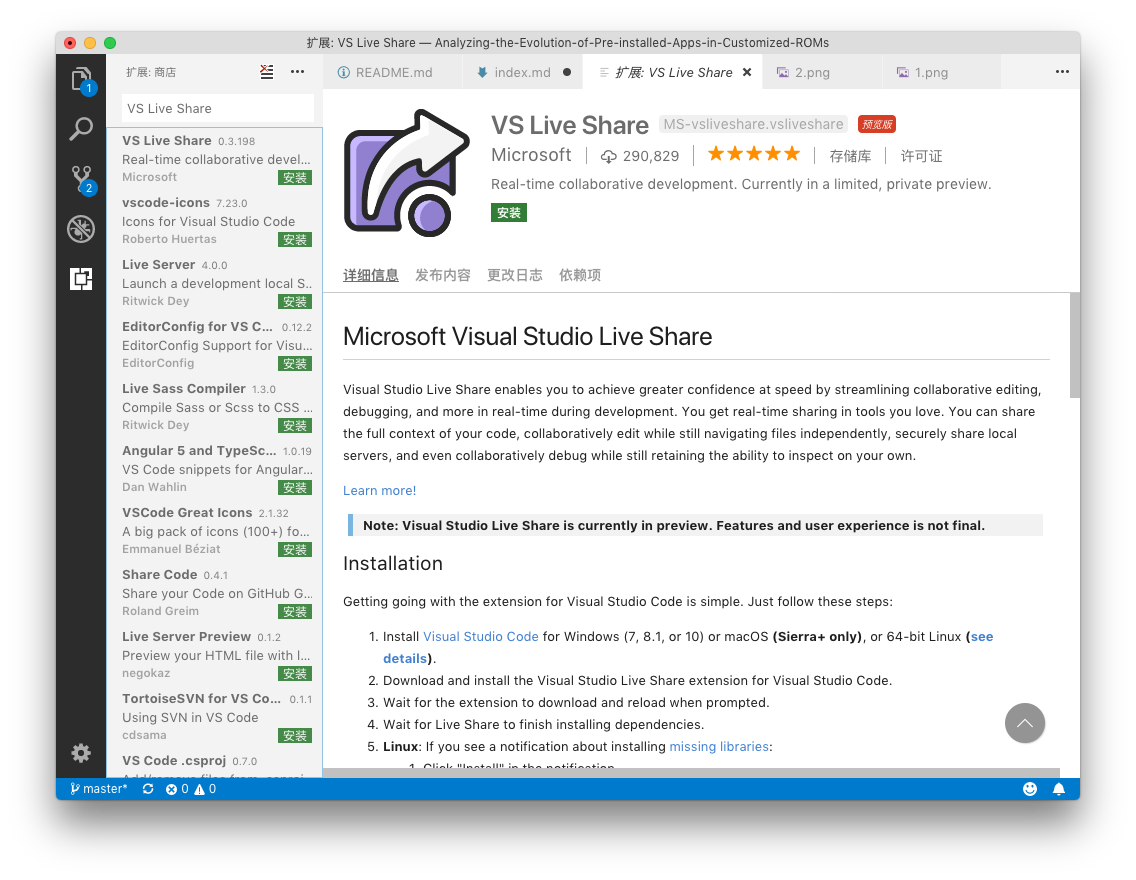 扩展: VS Live Share — Analyzing-the-Evolution-of-Pre-installed-Apps-in-Customized-ROMs
扩展: 商店
README.md
index.md
扩展: VS Live Share
2.png
1.png
1
2
VS Live Share
VS Live Share 0.3.198
Real-time collaborative devel...
Microsoft 安装
vscode-icons 7.23.0
Icons for Visual Studio Code
Roberto Huertas 安装
Live Server 4.0.0
Launch a development local S..
Ritwick Dey 安装
EditorConfig for VS C... 0.12.2
EditorConfig Support for Visu...
EditorConfig 安装
Live Sass Compiler 1.3.0
Compile Sass or Scss to CSS ...
Ritwick Dey 安装
Angular 5 and TypeSc... 1.0.19
VS Code snippets for Angular...
Dan Wahlin 安装
VSCode Great Icons 2.1.32
A big pack of icons (100+) fo...
Emmanuel Béziat 安装
Share Code 0.4.1
Share your Code on GitHub G...
Roland Greim 安装
Live Server Preview 0.1.2
Preview your HTML file with l...
negokaz 安装
TortoiseSVN for VS Co... 0.1.1
Using SVN in VS Code
cdsama 安装
VS Code .csproj 0.7.0
Add/remove files from .csproj
VS Live Share MS-vsliveshare.vsliveshare 预览版
Microsoft 290,829 存储库 许可证
Real-time collaborative development. Currently in a limited, private preview.
安装
详细信息 发布内容 更改日志 依赖项
Microsoft Visual Studio Live Share
Visual Studio Live Share enables you to achieve greater confidence at speed by streamlining collaborative editing,
debugging, and more in real-time during development. You get real-time sharing in tools you love. You can share
the full context of your code, collaboratively edit while still navigating files independently, securely share local
servers, and even collaboratively debug while still retaining the ability to inspect on your own.
Learn more!
Note: Visual Studio Live Share is currently in preview. Features and user experience is not final.
Installation
Getting going with the extension for Visual Studio Code is simple. Just follow these steps:
1. Install Visual Studio Code for Windows (7, 8.1, or 10) or macOS (Sierra+ only), or 64-bit Linux (see
details).
2. Download and install the Visual Studio Live Share extension for Visual Studio Code.
3. Wait for the extension to download and reload when prompted.
4. Wait for Live Share to finish installing dependencies.
5. Linux: If you see a notification about installing missing libraries:
1. Click "Install" in the notification
master* 0 0